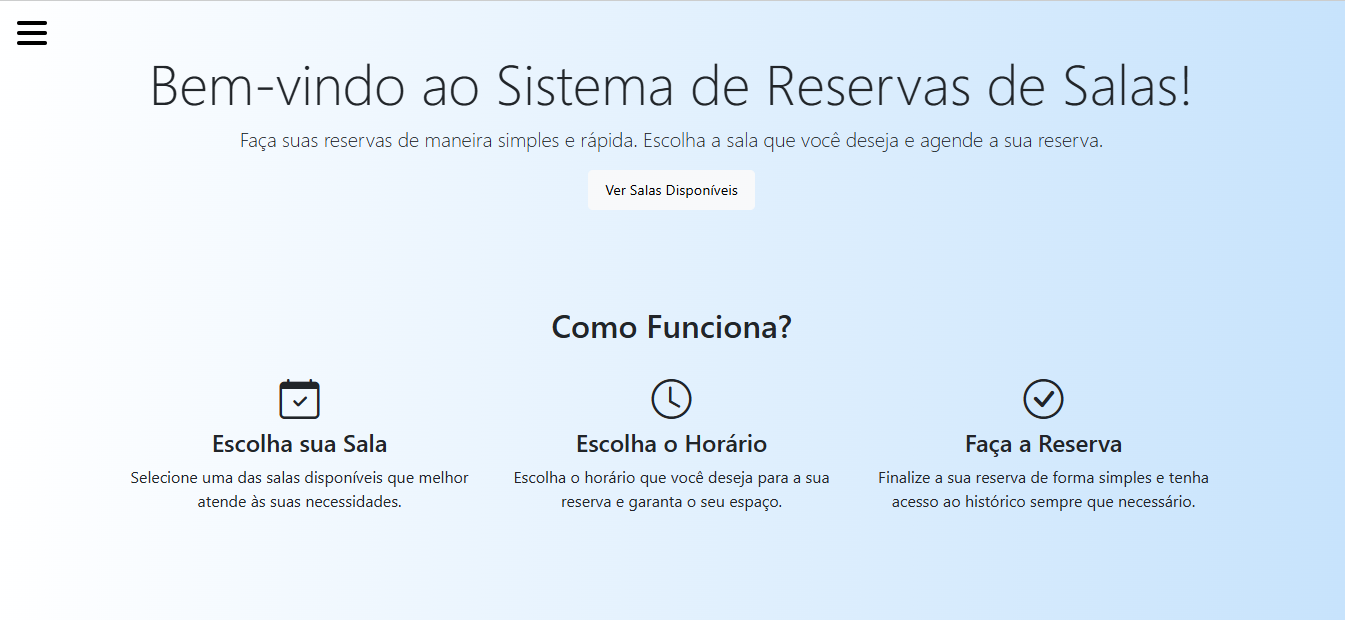 Bem-vindo ao Sistema de Reservas de Salas!
Faça suas reservas de maneira simples e rápida. Escolha a sala que você deseja e agende a sua reserva.
Ver Salas Disponíveis
Como Funciona?
Escolha sua Sala
Selecione uma das salas disponíveis que melhor
atende às suas necessidades.
Escolha o Horário
Escolha o horário que você deseja para a sua
reserva e garanta o seu espaço.
Faça a Reserva
Finalize a sua reserva de forma simples e tenha
acesso ao histórico sempre que necessário.